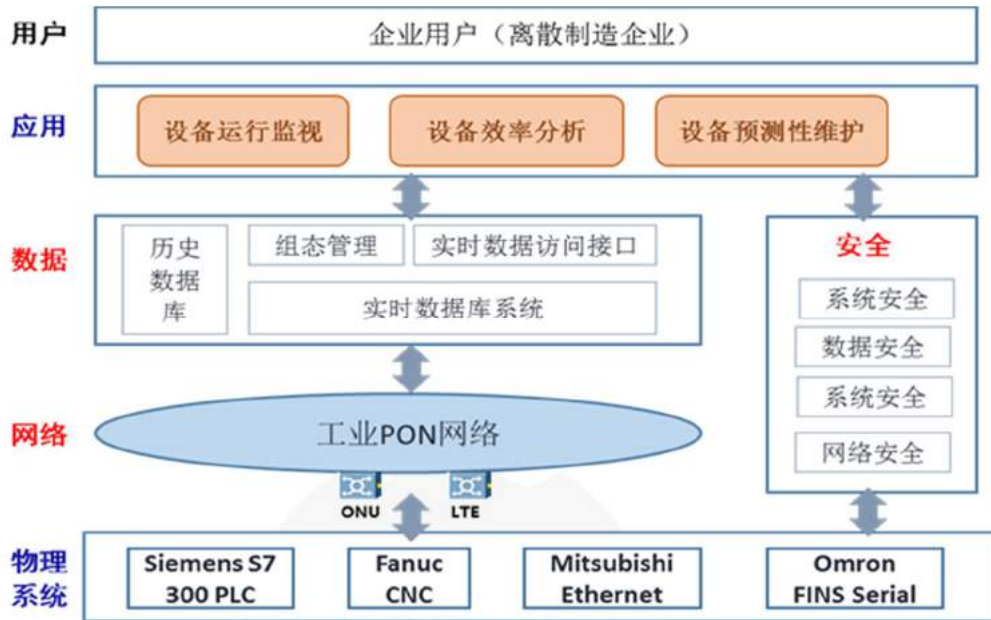 用户
企业用户（离散制造企业）
应用
设备运行监视
设备效率分析
设备预测性维护
数据
历史
数据
库
组态管理
实时数据访问接口
实时数据库系统
安全
系统安全
数据安全
系统安全
网络安全
网络
工业PON网络
ONU
LTE
物理
系统
Siemens S7
300 PLC
Fanuc
CNC
Mitsubishi
Ethernet
Omron
FINS Serial